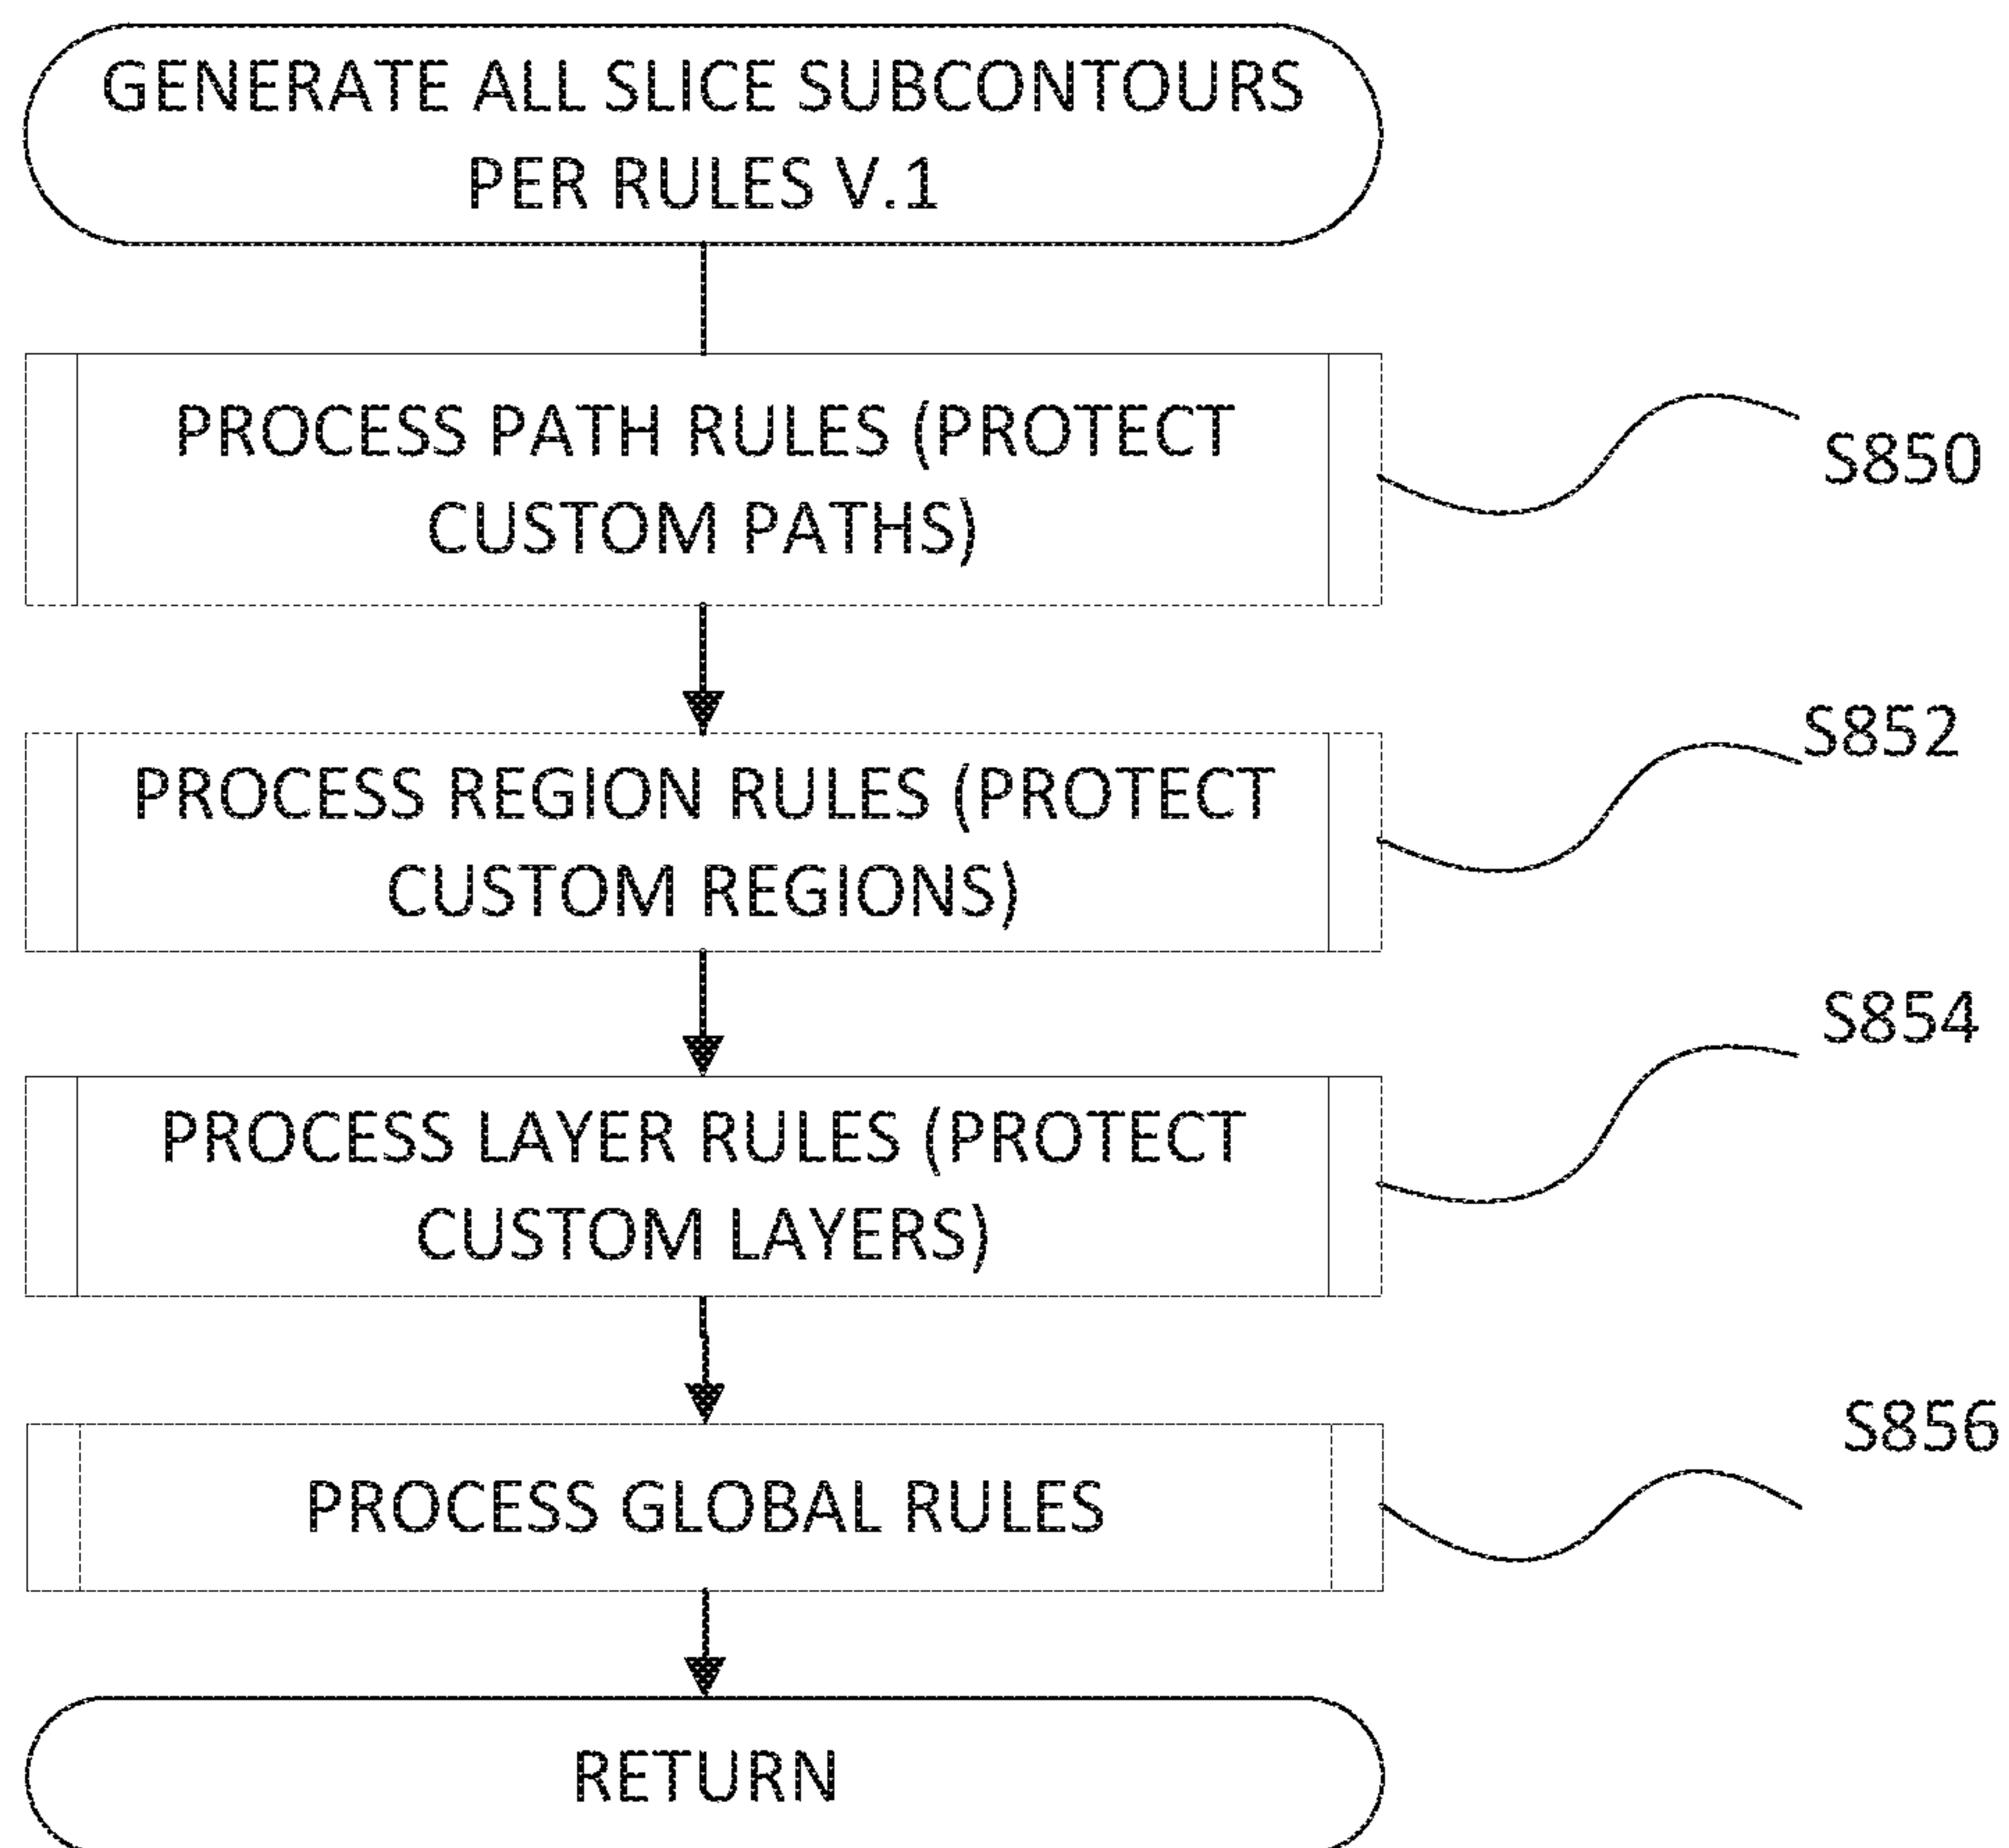 GENERATE ALL SLICE SUBCONTOURS
PER RULES V.1
PROCESS PATH RULES (PROTECT
CUSTOM PATHS)
S850
PROCESS REGION RULES (PROTECT
CUSTOM REGIONS)
S852
PROCESS LAYER RULES (PROTECT
CUSTOM LAYERS)
S854
PROCESS GLOBAL RULES
S856
RETURN